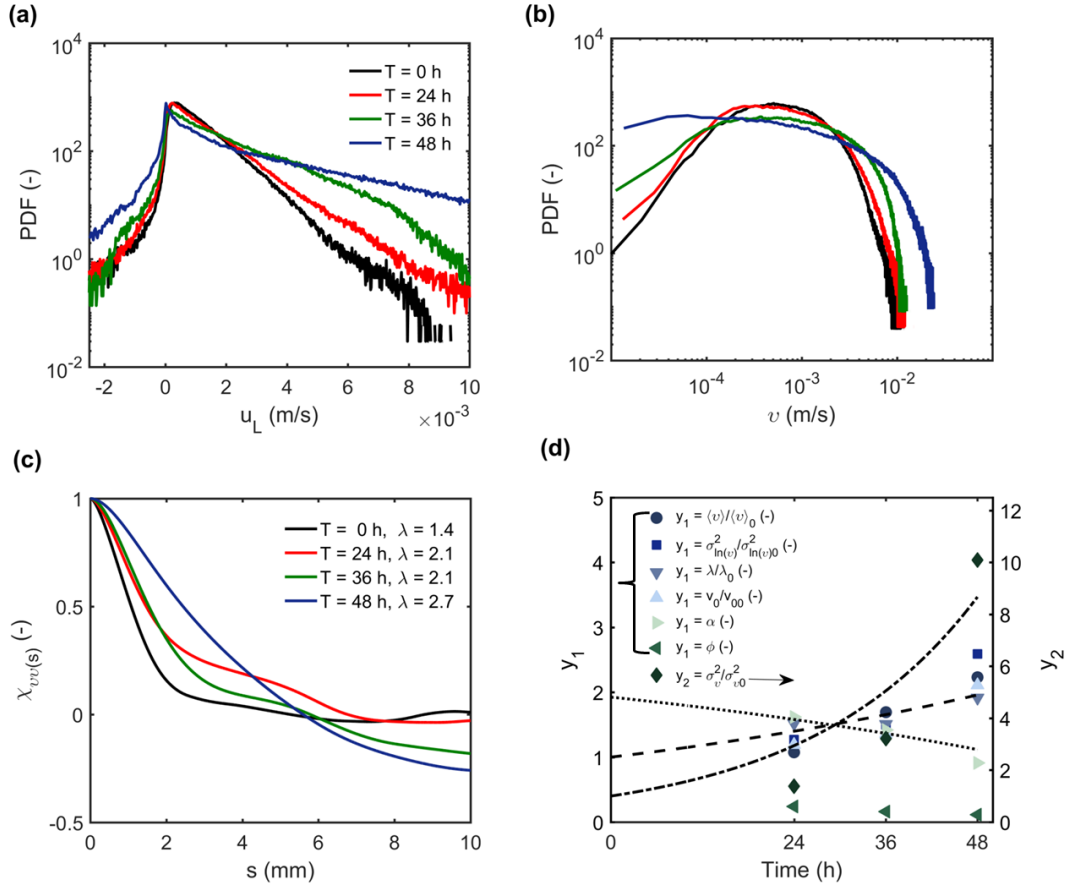 (a)
10^4
10^2
10^0
10^-2
PDF (-)
T = 0 h
T = 24 h
T = 36 h
T = 48 h
-2
0
2
4
6
8
10
u_L (m/s)
×10^-3
(b)
10^4
10^2
10^0
10^-2
PDF (-)
10^-4
10^-3
10^-2
υ (m/s)
(c)
1
0.5
0
-0.5
χ_υυ(s) (-)
T = 0 h, λ = 1.4
T = 24 h, λ = 2.1
T = 36 h, λ = 2.1
T = 48 h, λ = 2.7
0
2
4
6
8
10
s (mm)
(d)
5
4
3
2
1
0
y_1
y_1 = ⟨υ⟩/⟨υ⟩_0 (-)
y_1 = σ^2_ln(υ)/σ^2_ln(υ)0 (-)
y_1 = λ/λ_0 (-)
y_1 = v_0/v_00 (-)
y_1 = α (-)
y_1 = ϕ (-)
y_2 = σ^2_υ/σ^2_υ0
12
10
8
6
4
2
0
y_2
0
24
36
48
Time (h)